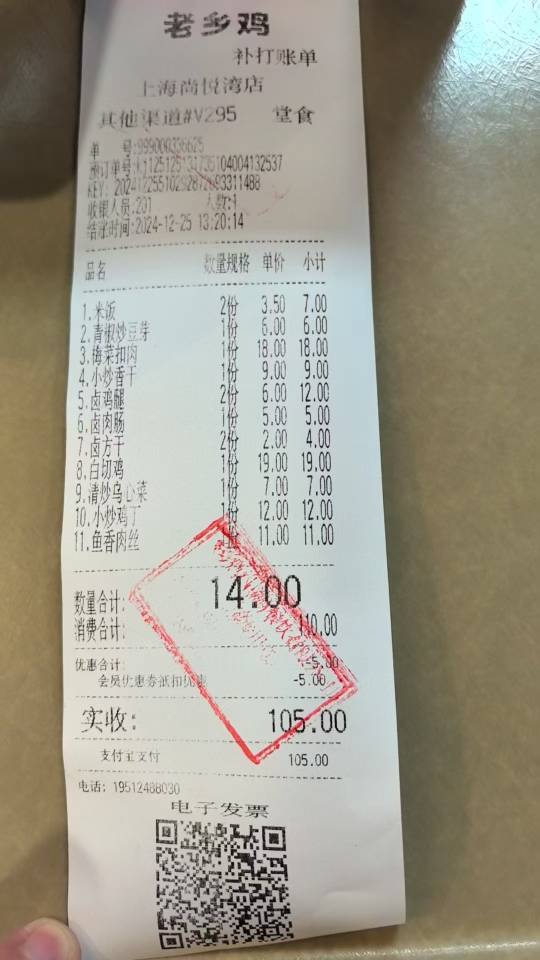 老乡鸡
补打账单
上海尚悦湾店
其他渠道#V295 堂食
单 号:999000336625
预订单号:
KEY:
收银人员:201 人数:1
结账时间:2024-12-25 13:20:14
品名 数量规格 单价 小计
1.米饭 2份 3.50 7.00
2.青椒炒豆芽 1份 6.00 6.00
3.梅菜扣肉 1份 18.00 18.00
4.小炒香干 1份 9.00 9.00
5.卤鸡腿 2份 6.00 12.00
6.卤肉肠 1份 5.00 5.00
7.卤方干 2份 2.00 4.00
8.白切鸡 1份 19.00 19.00
9.清炒乌心菜 1份 7.00 7.00
10.小炒鸡丁 1份 12.00 12.00
11.鱼香肉丝 11.00 11.00
数量合计: 14.00
消费合计: 110.00
优惠合计: -5.00
会员优惠券抵扣优惠 -5.00
实收: 105.00
支付宝支付 105.00
电话: 19512488030
电子发票